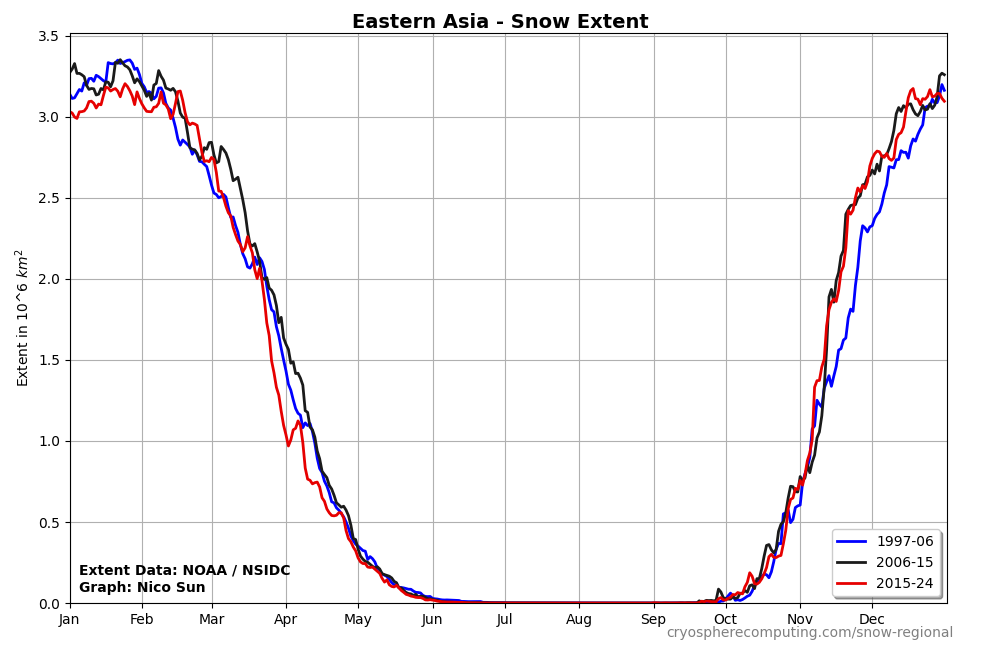 Eastern Asia - Snow Extent
3.5
3.0
2.5
2.0
1.5
1.0
0.5
0.0
Extent in 10^6 km²
Jan Feb Mar Apr May Jun Jul Aug Sep Oct Nov Dec
1997-06
2006-15
2015-24
Extent Data: NOAA / NSIDC
Graph: Nico Sun
cryospherecomputing.com/snow-regional